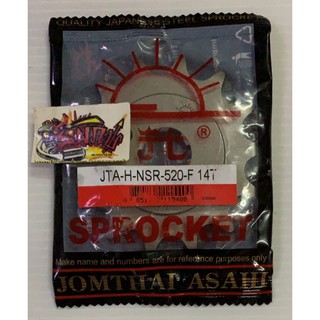 QUALITY JAPANESE STEEL SPROCKET
®
JTA-H-NSR-520-F 14T
SPROCKET
Make name and numbers are for reference purposes only
JOMTHAI ASAHI